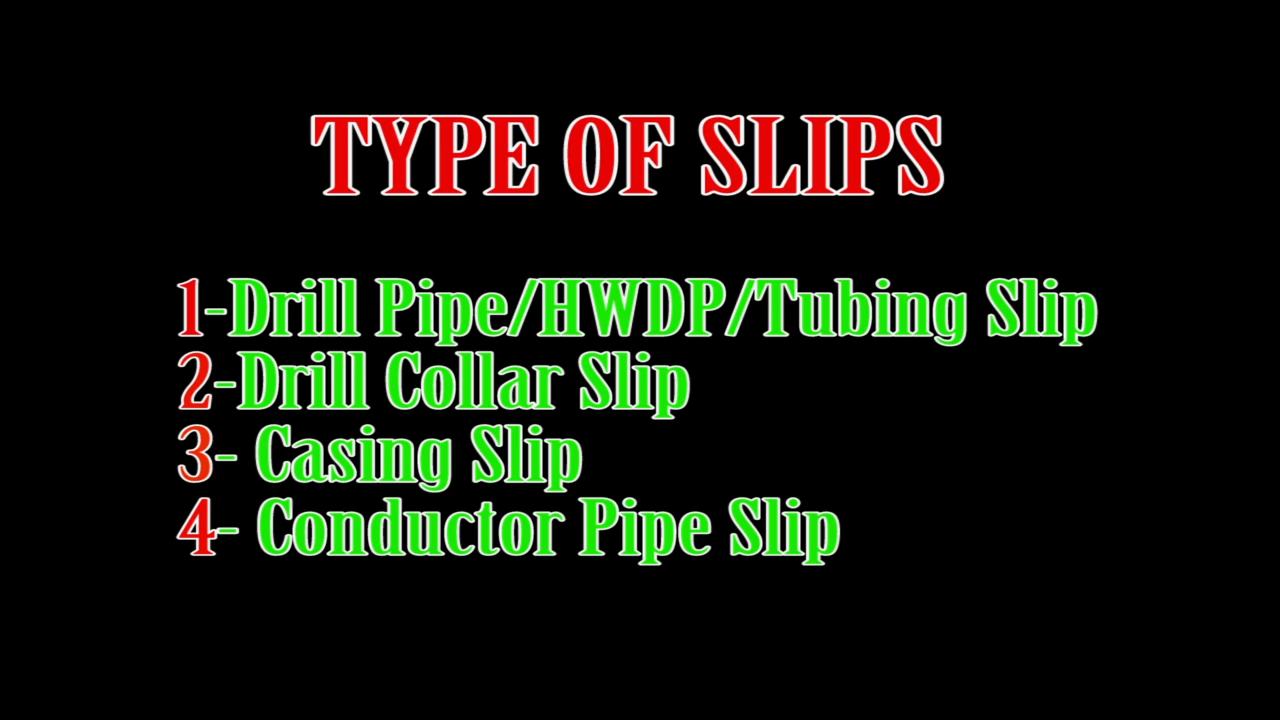 TYPE OF SLIPS
1-Drill Pipe/HWDP/Tubing Slip
2-Drill Collar Slip
3- Casing Slip
4- Conductor Pipe Slip